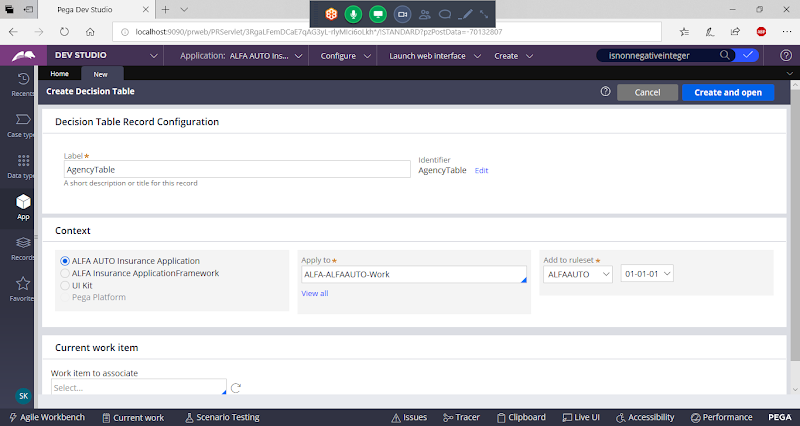 Pega Dev Studio
localhost:9090/prweb/PRServlet/3RgaLFemDCaE7qAG3yL-rlyMIci6oLkh*/!STANDARD?pzPostData=-70132807
DEV STUDIO
Application: ALFA AUTO Ins...
Configure
Launch web interface
Create
isnonnegativeinteger
Home
New
Create Decision Table
Cancel
Create and open
Recents
Case type
Data type
App
Records
Favorite
SK
Decision Table Record Configuration
Label
AgencyTable
A short description or title for this record
Identifier
AgencyTable
Edit
Context
ALFA AUTO Insurance Application
ALFA Insurance ApplicationFramework
UI Kit
Pega Platform
Apply to
ALFA-ALFAAUTO-Work
View all
Add to ruleset
ALFAAUTO
01-01-01
Current work item
Work item to associate
Select...
Agile Workbench
Current work
Scenario Testing
Issues
Tracer
Clipboard
Live UI
Accessibility
Performance
PEGA